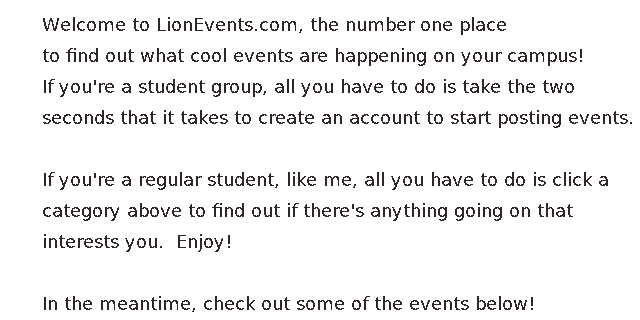 Welcome to LionEvents.com, the number one place
to find out what cool events are happening on your campus!
If you're a student group, all you have to do is take the two
seconds that it takes to create an account to start posting events.
If you're a regular student, like me, all you have to do is click a
category above to find out if there's anything going on that
interests you.  Enjoy!
In the meantime, check out some of the events below!